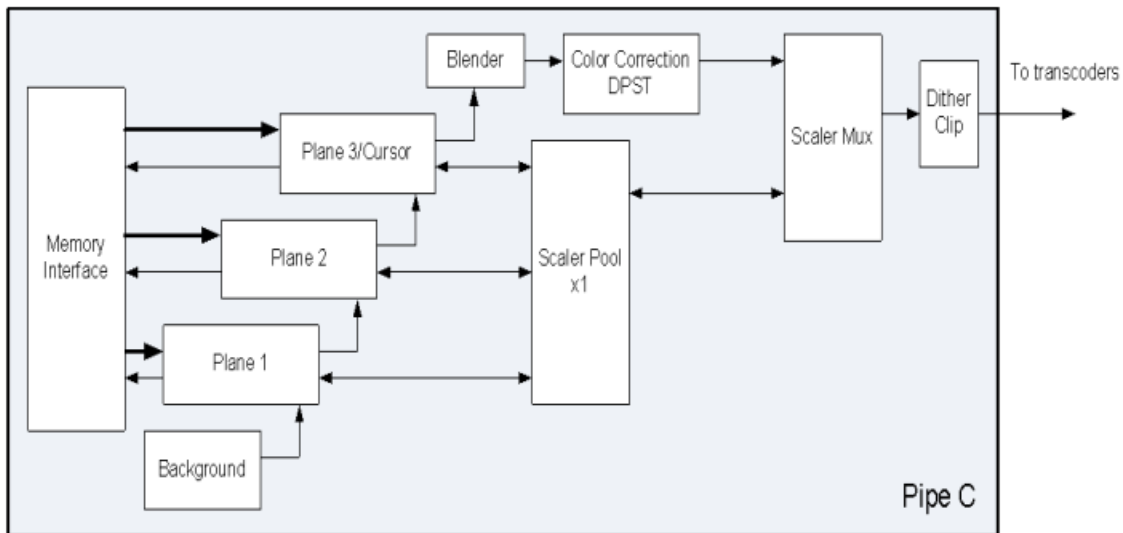 Blender
Color Correction
DPST
Scaler Mux
Dither
Clip
To transcoders
Memory
Interface
Plane 3/Cursor
Plane 2
Plane 1
Background
Scaler Pool
x1
Pipe C